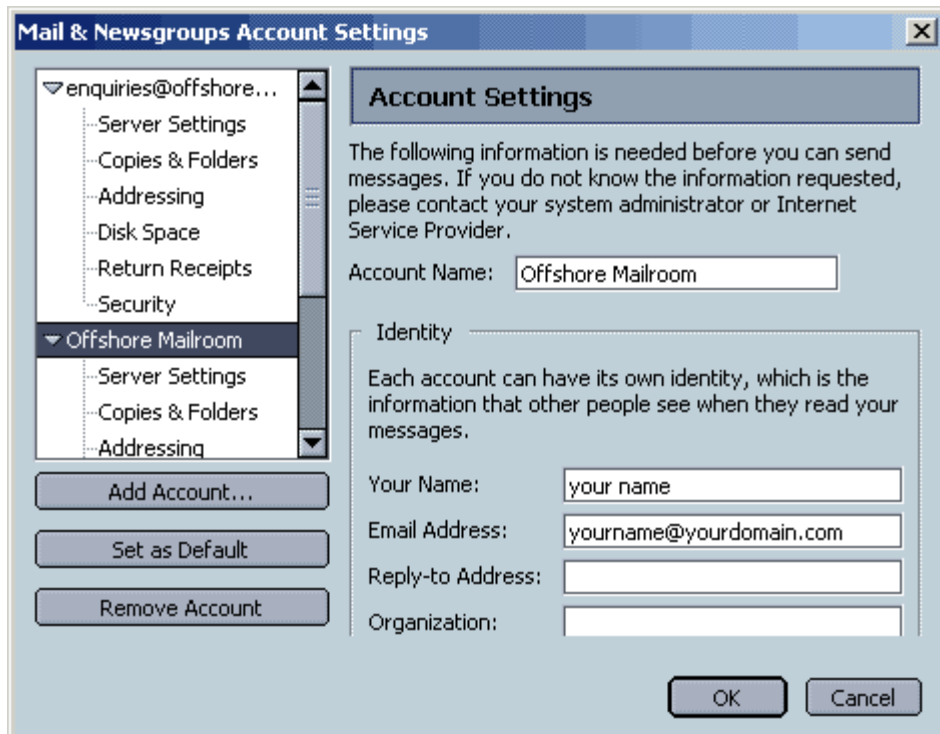 Mail & Newsgroups Account Settings
enquiries@offshore...
Server Settings
Copies & Folders
Addressing
Disk Space
Return Receipts
Security
Offshore Mailroom
Server Settings
Copies & Folders
Addressing
Add Account...
Set as Default
Remove Account
Account Settings
The following information is needed before you can send
messages. If you do not know the information requested,
please contact your system administrator or Internet
Service Provider.
Account Name: Offshore Mailroom
Identity
Each account can have its own identity, which is the
information that other people see when they read your
messages.
Your Name: your name
Email Address: yourname@yourdomain.com
Reply-to Address:
Organization:
OK Cancel